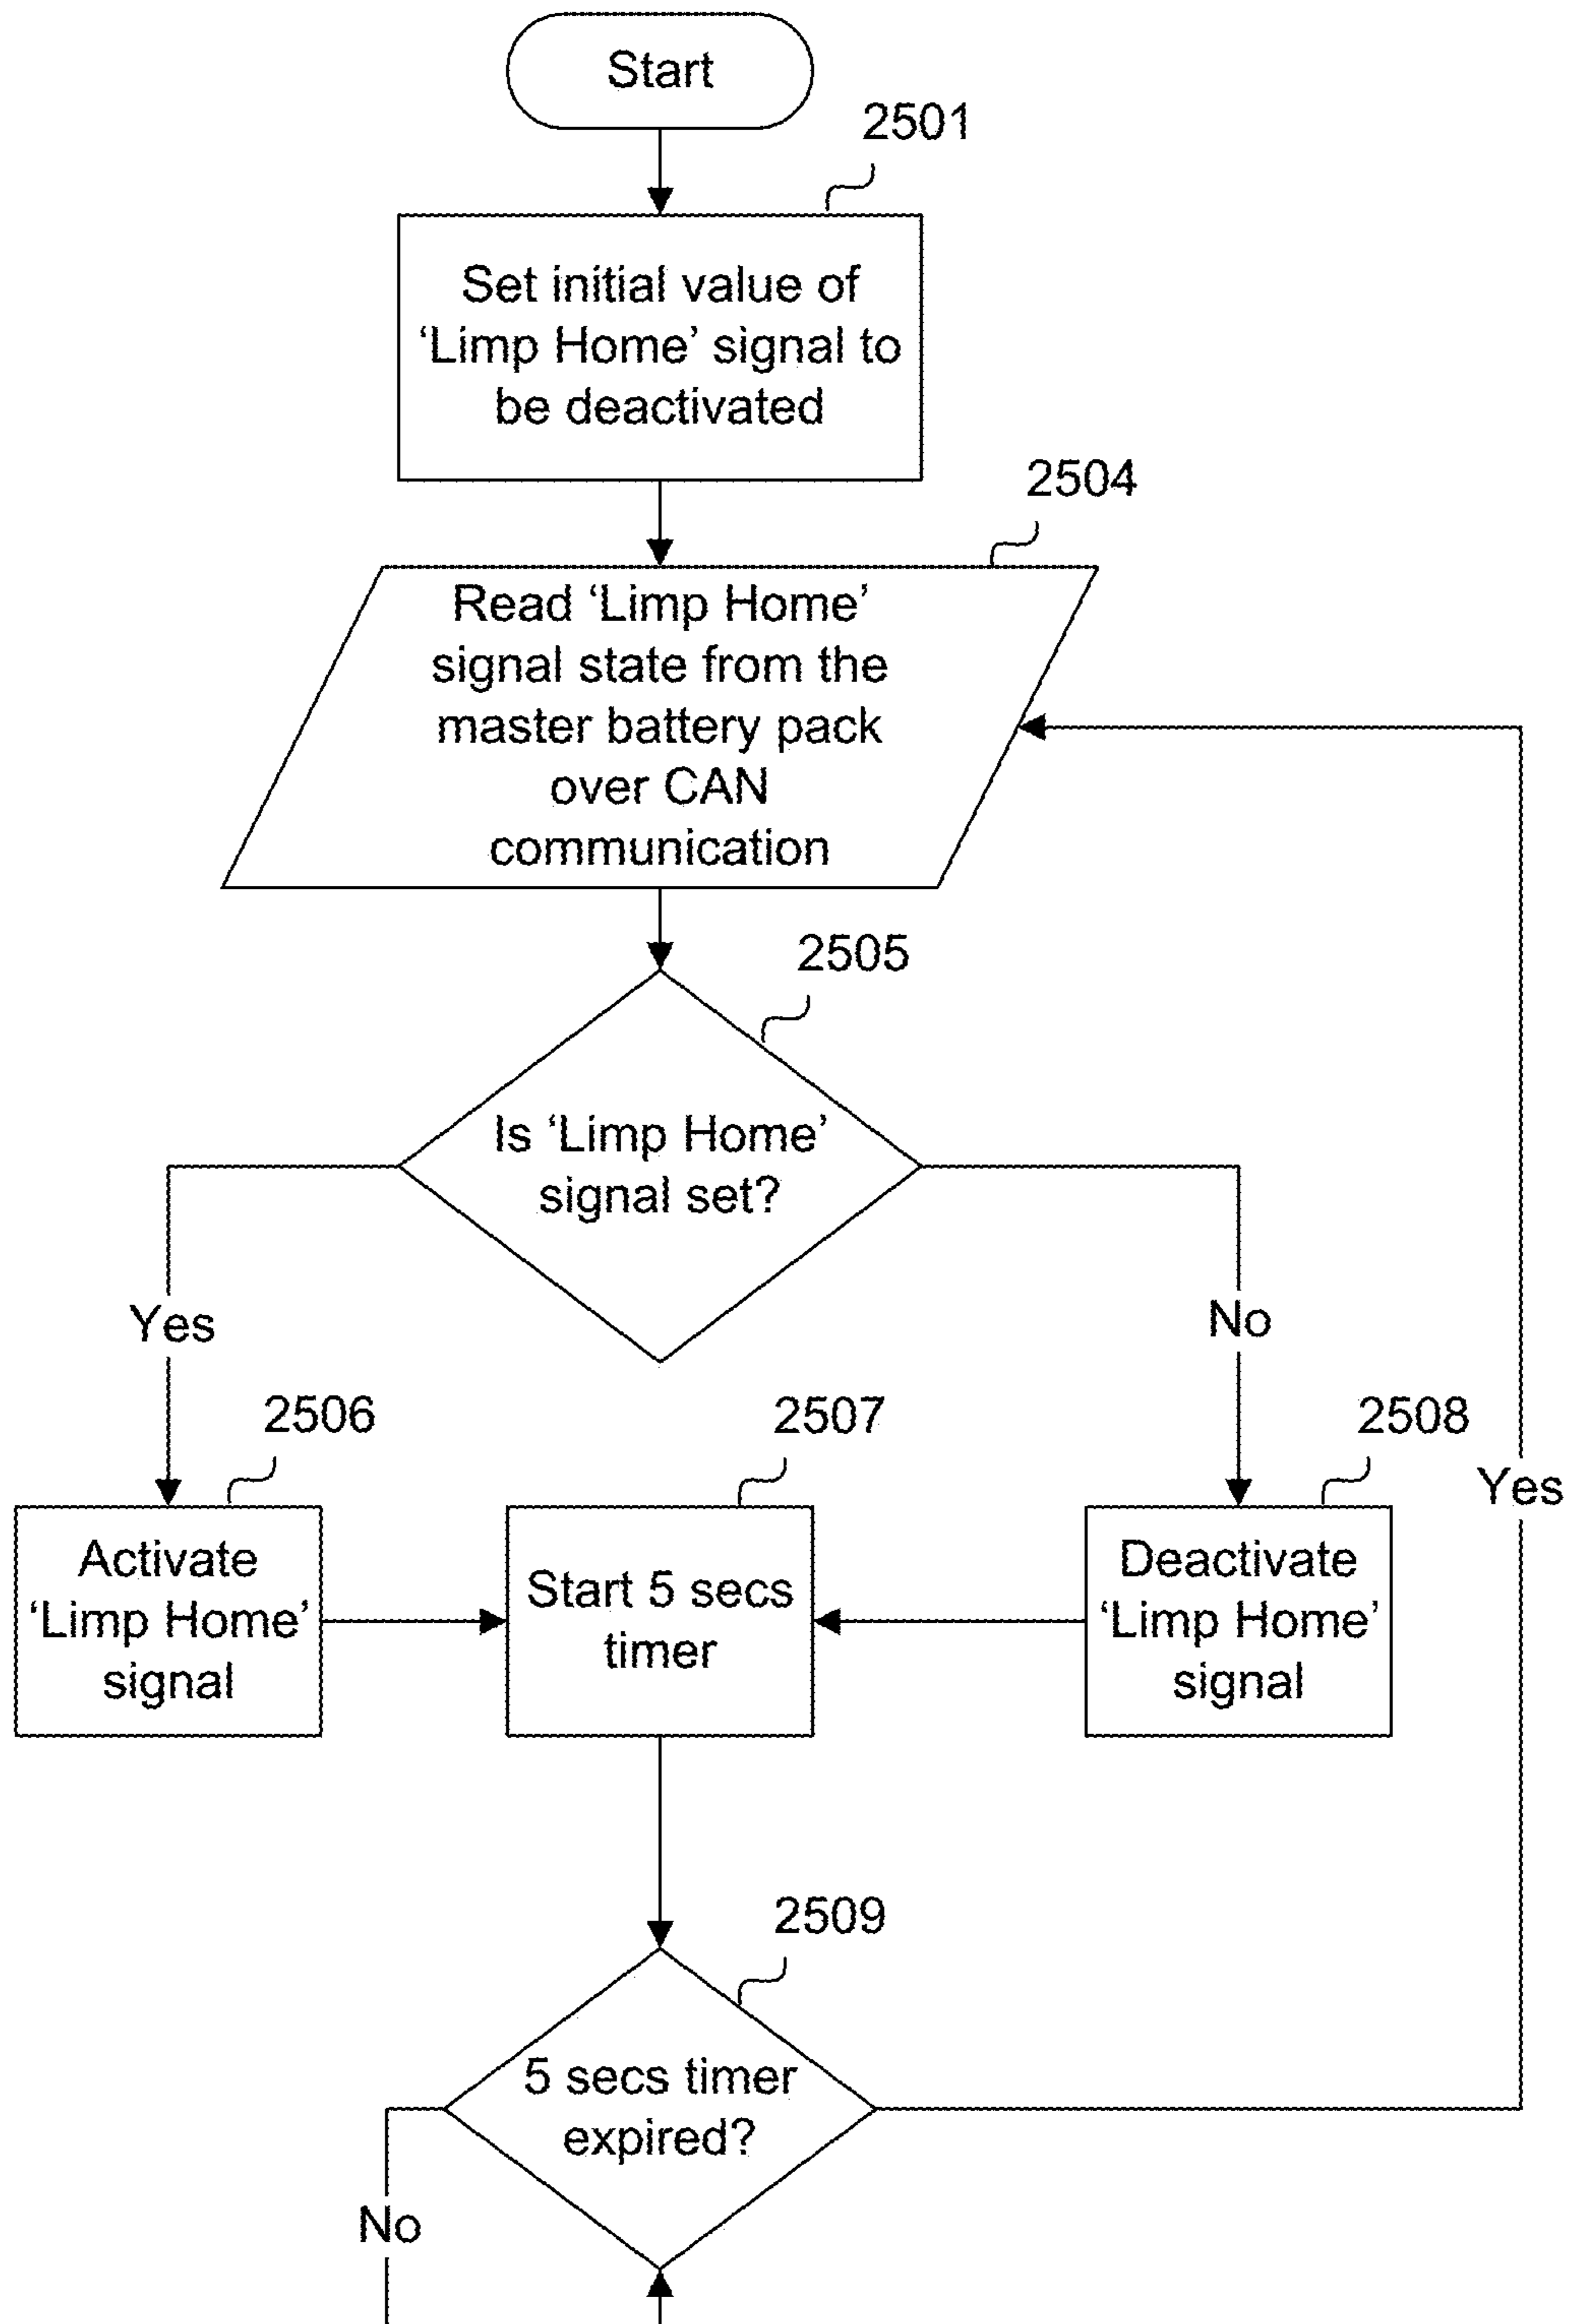 Start
2501
Set initial value of
‘Limp Home’ signal to
be deactivated
2504
Read ‘Limp Home’
signal state from the
master battery pack
over CAN
communication
2505
Is ‘Limp Home’
signal set?
Yes
No
2506
2507
2508
Yes
Activate
‘Limp Home’
signal
Start 5 secs
timer
Deactivate
‘Limp Home’
signal
2509
5 secs timer
expired?
No